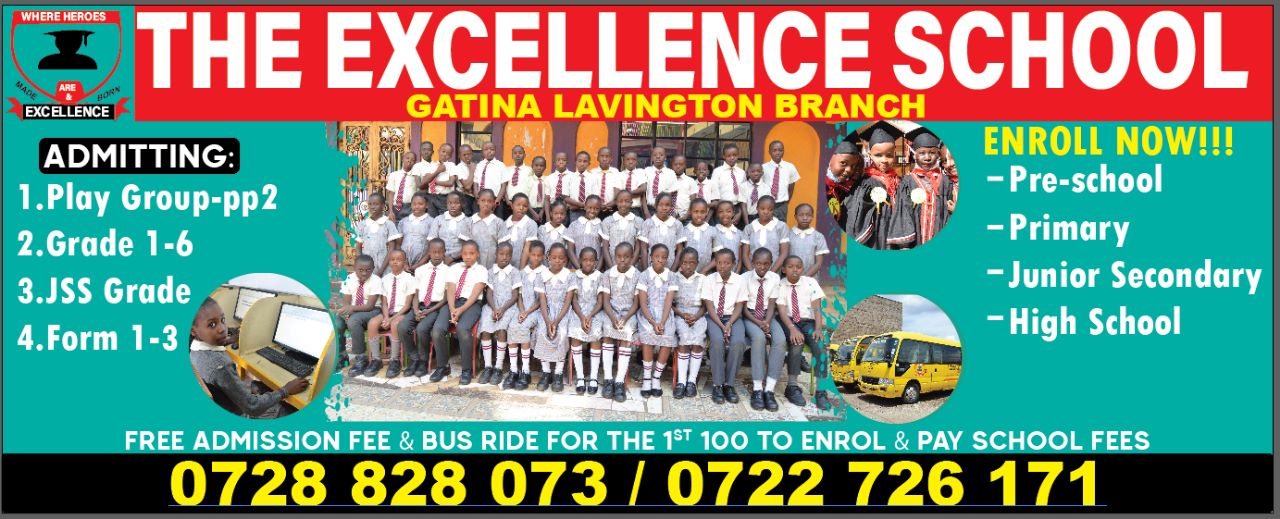 WHERE HEROES
ARE
&
MADE BORN
EXCELLENCE
THE EXCELLENCE SCHOOL
GATINA LAVINGTON BRANCH
ADMITTING:
1.Play Group-pp2
2.Grade 1-6
3.JSS Grade
4.Form 1-3
ENROLL NOW!!!
-Pre-school
-Primary
-Junior Secondary
-High School
FREE ADMISSION FEE & BUS RIDE FOR THE 1ST 100 TO ENROL & PAY SCHOOL FEES
0728 828 073 / 0722 726 171